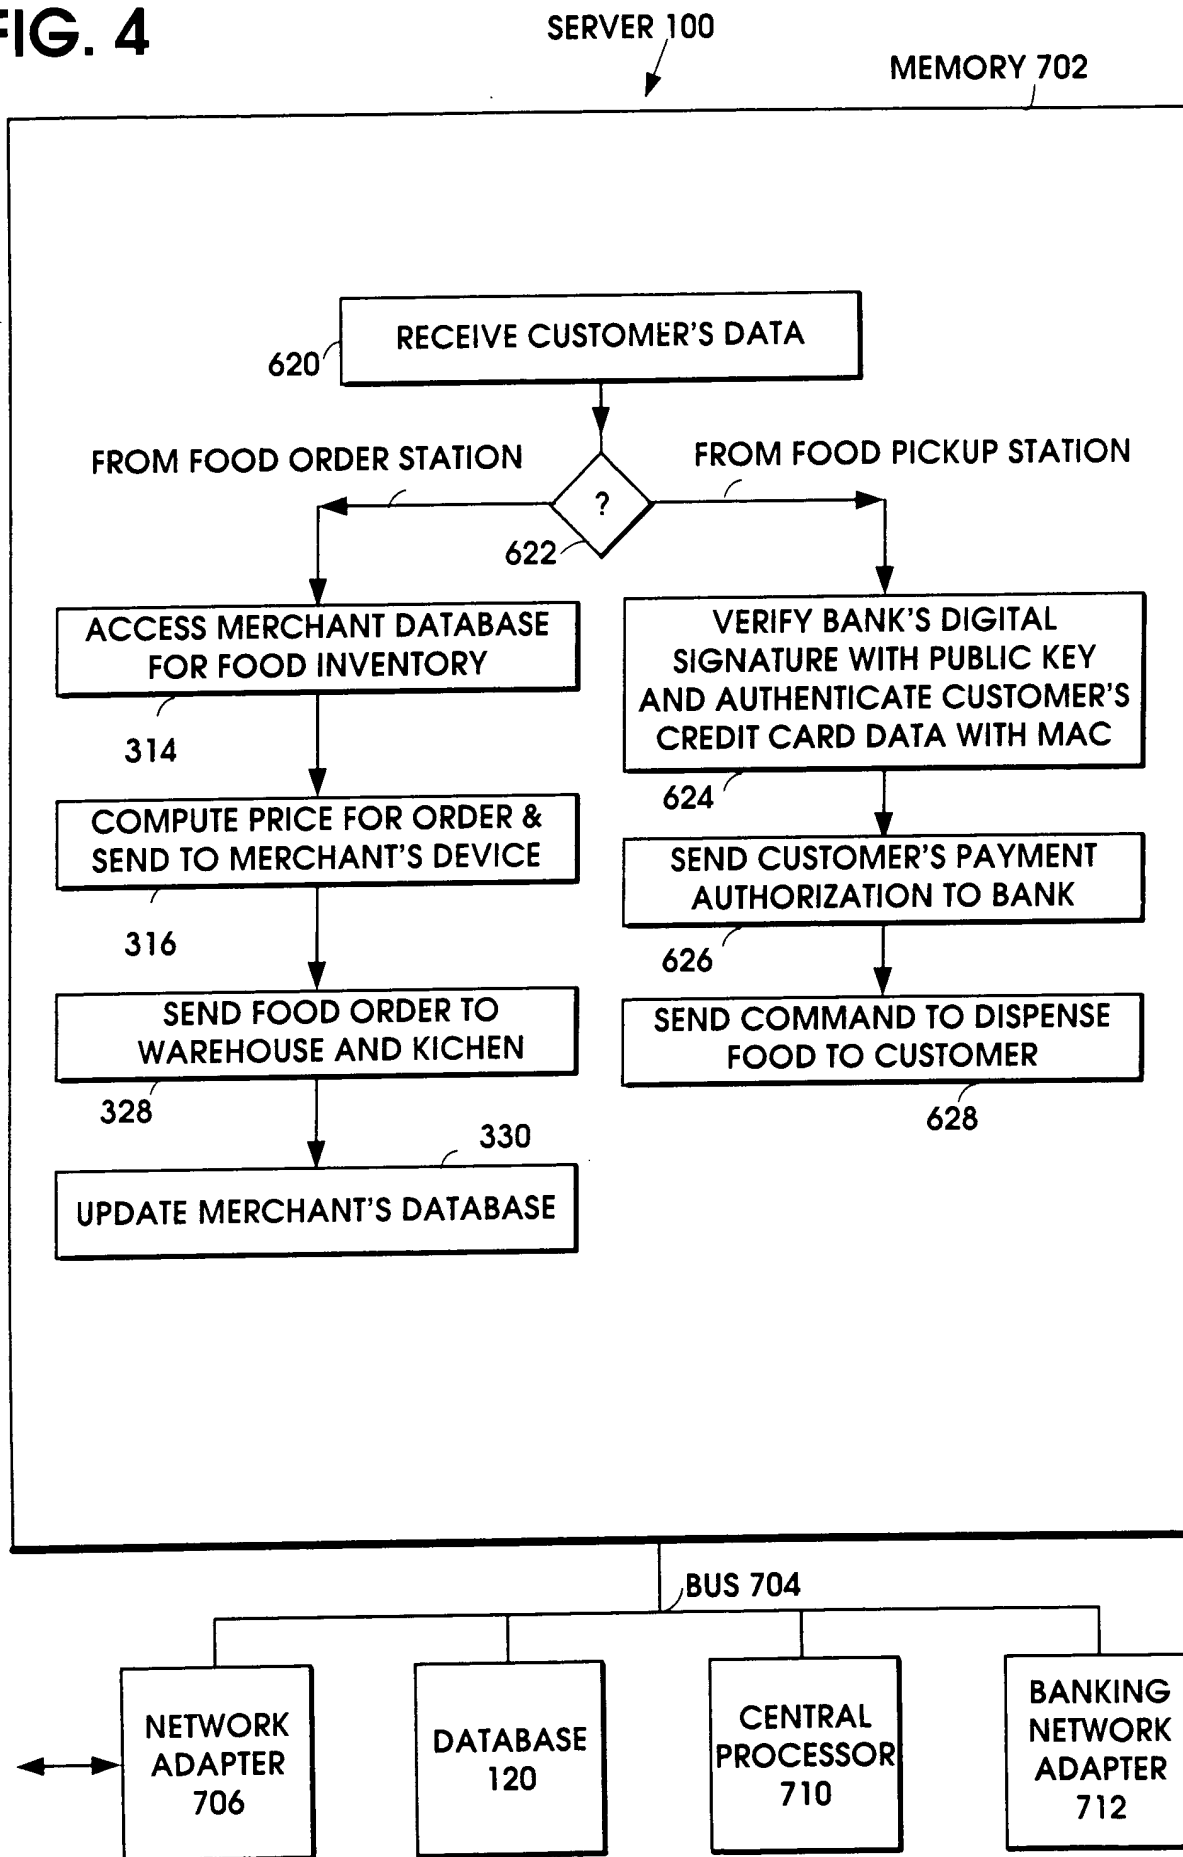 FIG. 4
SERVER 100
MEMORY 702
RECEIVE CUSTOMER'S DATA
620
FROM FOOD ORDER STATION
FROM FOOD PICKUP STATION
?
622
ACCESS MERCHANT DATABASE
FOR FOOD INVENTORY
314
COMPUTE PRICE FOR ORDER &
SEND TO MERCHANT'S DEVICE
316
SEND FOOD ORDER TO
WAREHOUSE AND KICHEN
328
330
UPDATE MERCHANT'S DATABASE
VERIFY BANK'S DIGITAL
SIGNATURE WITH PUBLIC KEY
AND AUTHENTICATE CUSTOMER'S
CREDIT CARD DATA WITH MAC
624
SEND CUSTOMER'S PAYMENT
AUTHORIZATION TO BANK
626
SEND COMMAND TO DISPENSE
FOOD TO CUSTOMER
628
BUS 704
NETWORK
ADAPTER
706
DATABASE
120
CENTRAL
PROCESSOR
710
BANKING
NETWORK
ADAPTER
712